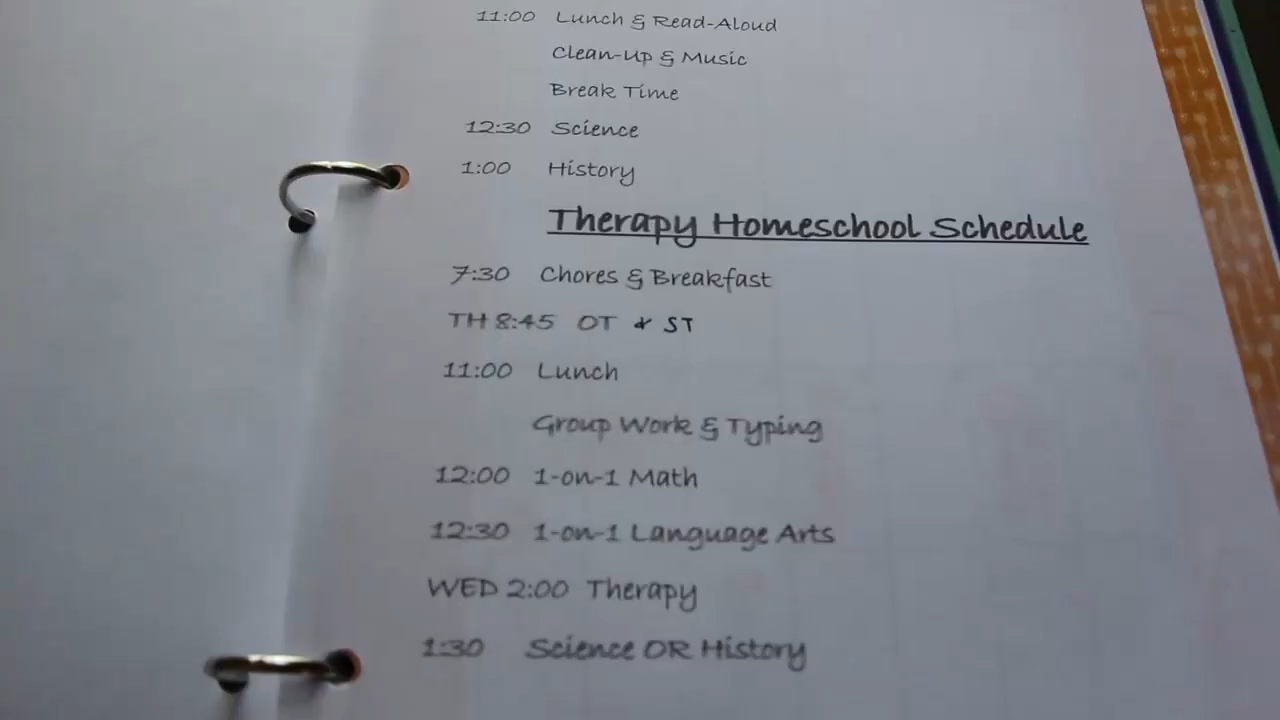 11:00 Lunch & Read-Aloud
Clean-Up & Music
Break Time
12:30 Science
1:00 History
Therapy Homeschool Schedule
7:30 Chores & Breakfast
TH 8:45 OT & ST
11:00 Lunch
Group Work & Typing
12:00 1-on-1 Math
12:30 1-on-1 Language Arts
WED 2:00 Therapy
1:30 Science OR History